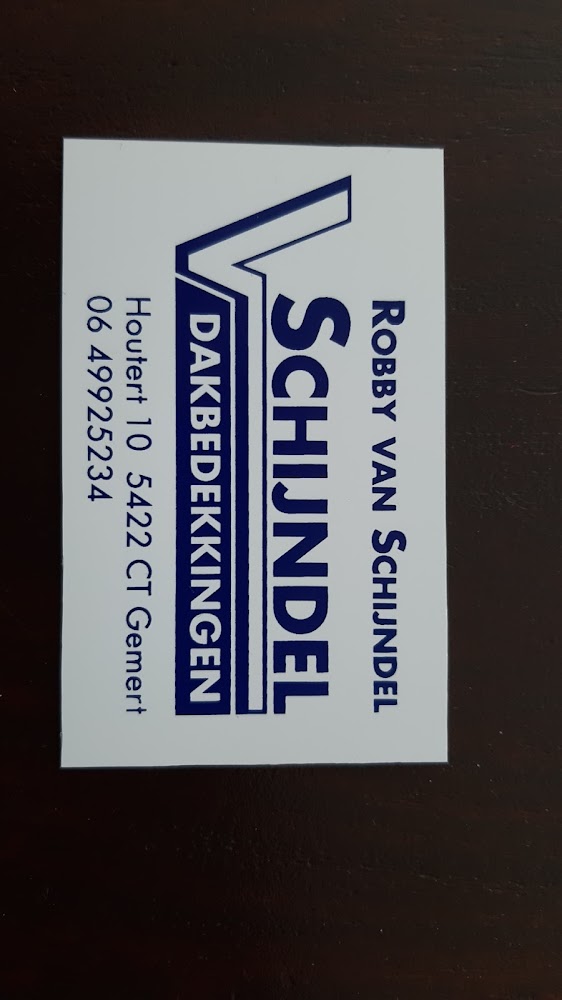 ROBBY VAN SCHIJNDEL
V SCHIJNDEL
DAKBEDEKKINGEN
Houtert 10 5422 CT Gemert
06 49925234